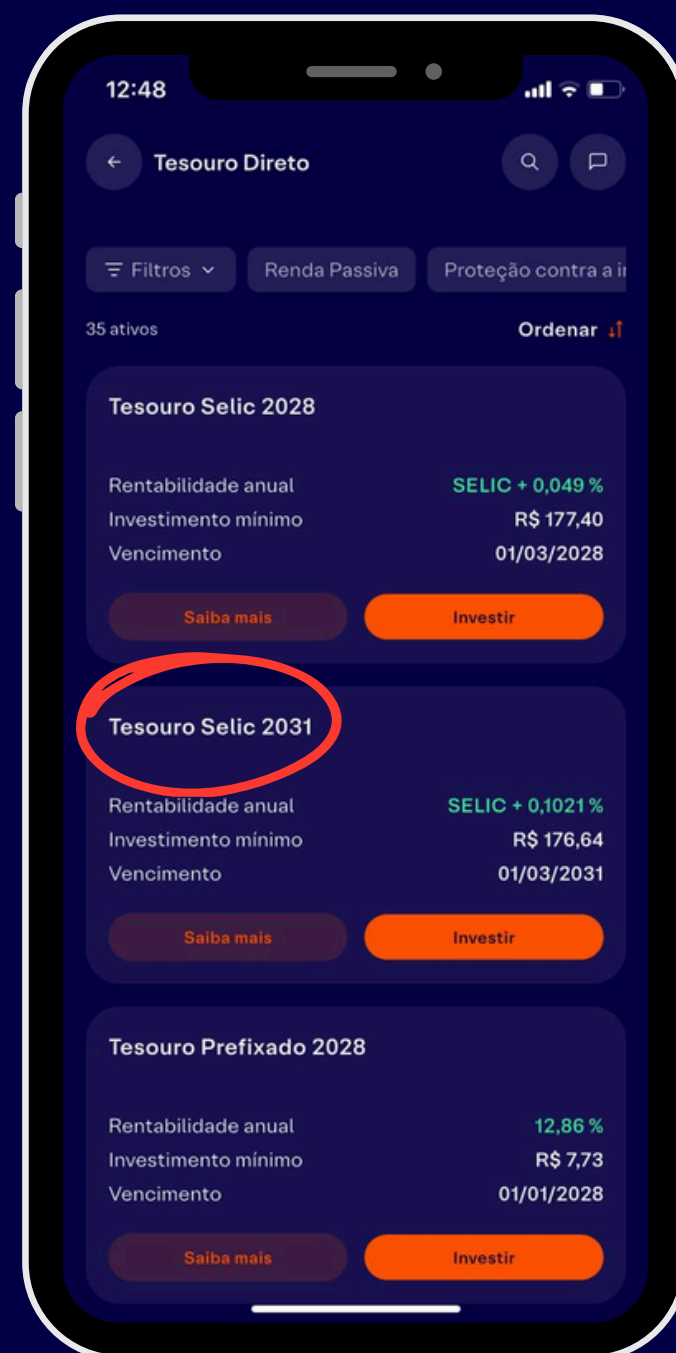 12:48
Tesouro Direto
Filtros
Renda Passiva
Proteção contra a
35 ativos
Ordenar
Tesouro Selic 2028
Rentabilidade anual
SELIC + 0,049 %
Investimento mínimo
R$ 177,40
Vencimento
01/03/2028
Saiba mais
Investir
Tesouro Selic 2031
Rentabilidade anual
SELIC + 0,1021 %
Investimento mínimo
R$ 176,64
Vencimento
01/03/2031
Saiba mais
Investir
Tesouro Prefixado 2028
Rentabilidade anual
12,86 %
Investimento mínimo
R$ 7,73
Vencimento
01/01/2028
Saiba mais
Investir